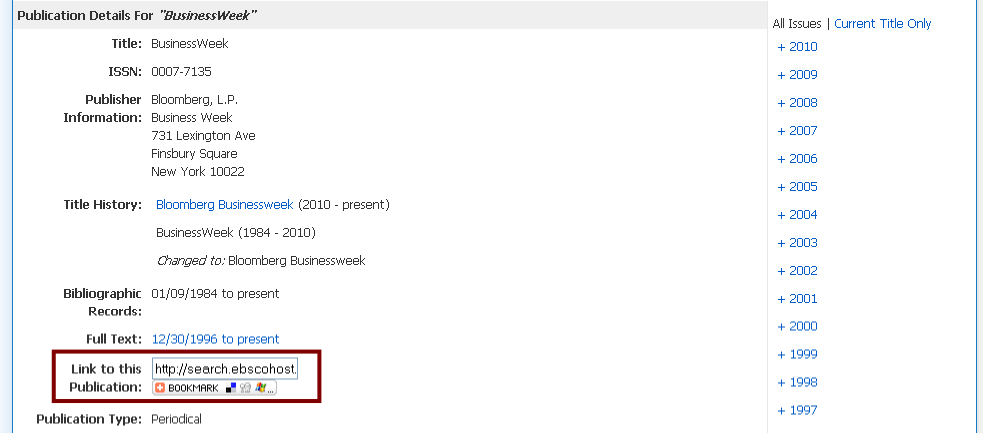 Publication Details For "BusinessWeek"
Title: BusinessWeek
ISSN: 0007-7135
Publisher Information: Bloomberg, L.P.
Business Week
731 Lexington Ave
Finsbury Square
New York 10022
Title History: Bloomberg Businessweek (2010 - present)
BusinessWeek (1984 - 2010)
Changed to: Bloomberg Businessweek
Bibliographic Records: 01/09/1984 to present
Full Text: 12/30/1996 to present
Link to this Publication: http://search.ebscohost.
BOOKMARK ...
Publication Type: Periodical
All Issues | Current Title Only
+ 2010
+ 2009
+ 2008
+ 2007
+ 2006
+ 2005
+ 2004
+ 2003
+ 2002
+ 2001
+ 2000
+ 1999
+ 1998
+ 1997